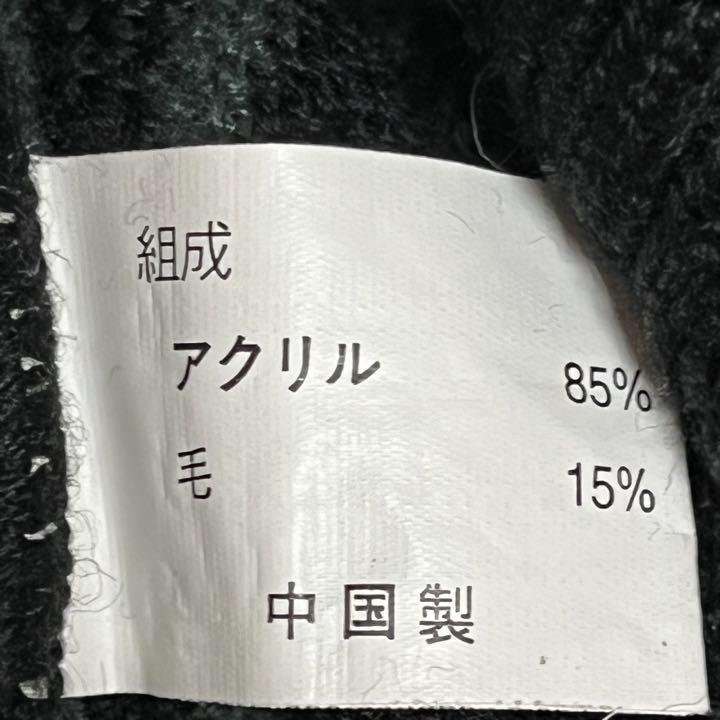 組成
アクリル 85%
毛 15%
中国製